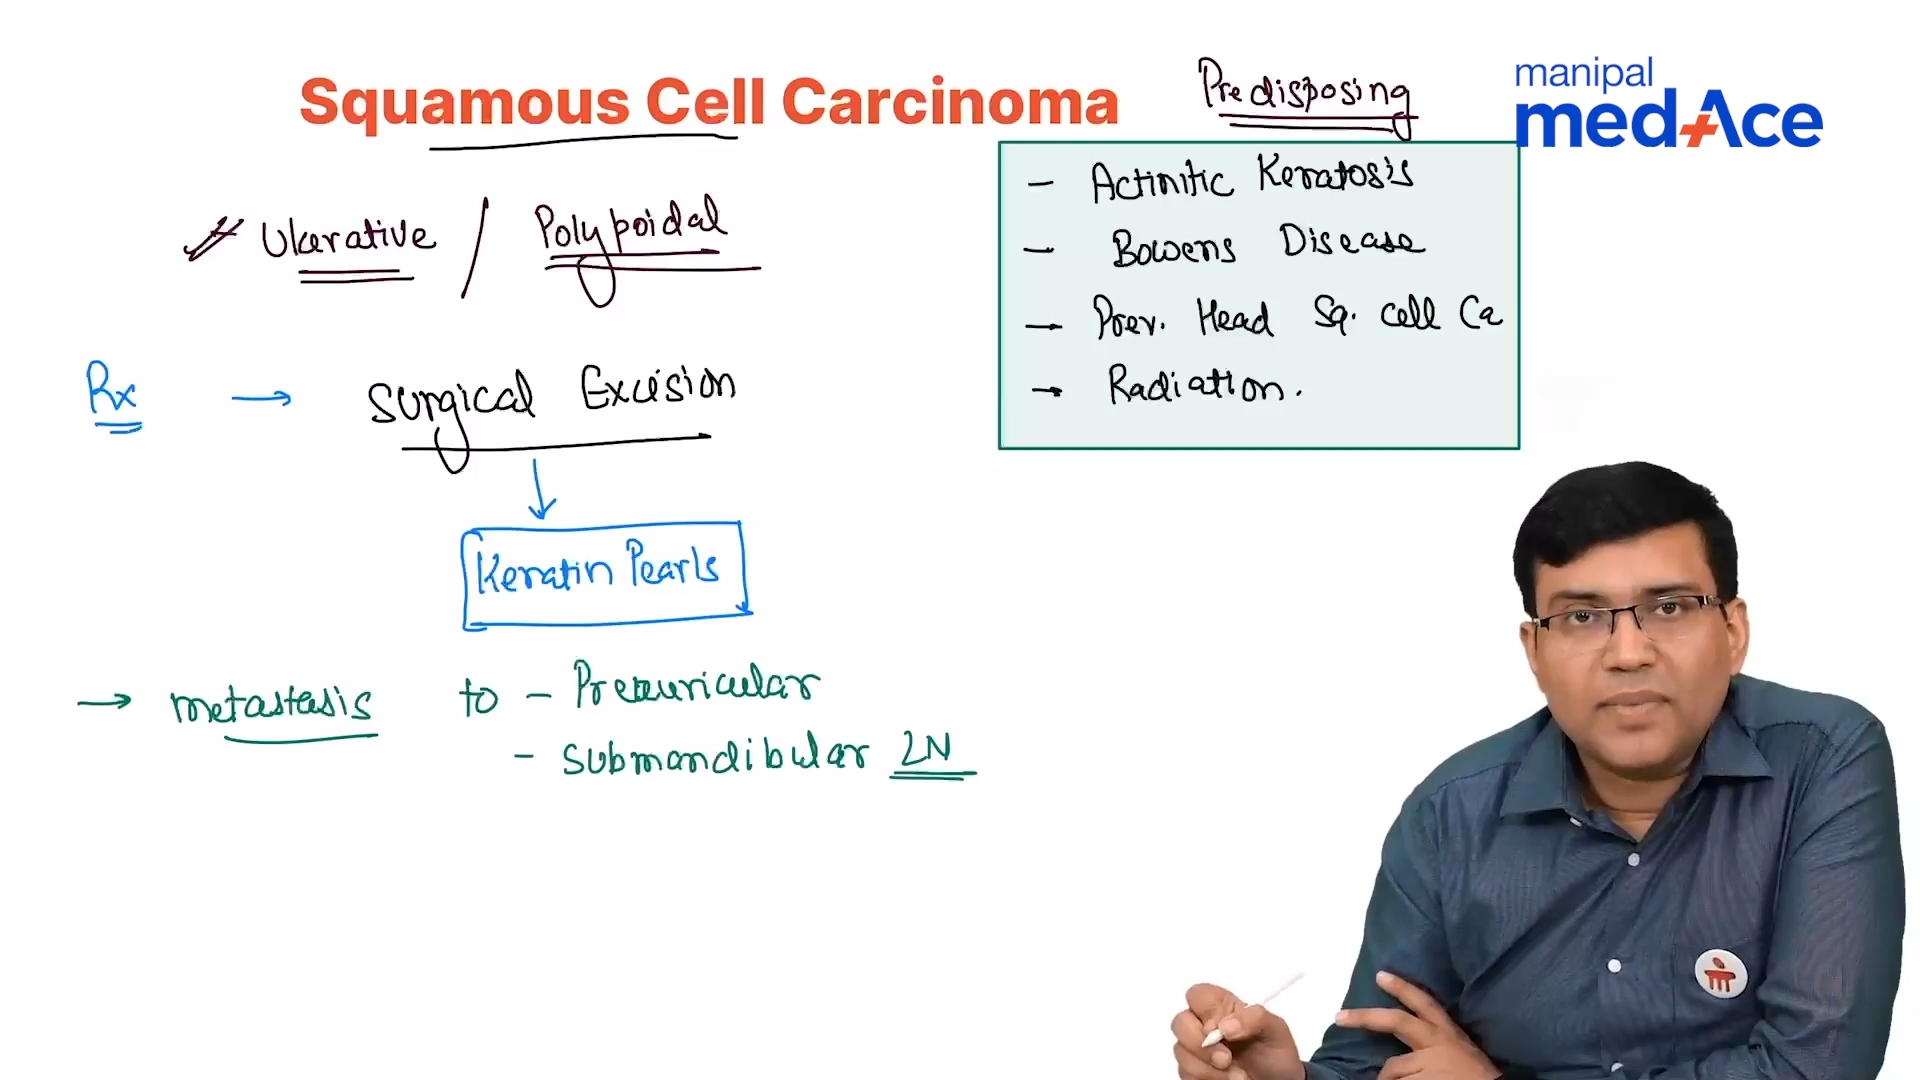 Squamous Cell Carcinoma
Predisposing
manipal
medAce
Ulcerative / Polypoidal
Rx → Surgical Excision
Keratin Pearls
→ metastasis to - Preauricular
- Submandibular LN
- Actinitic Keratosis
- Bowens Disease
→ Prev. Head Sq. cell Ca
→ Radiation.